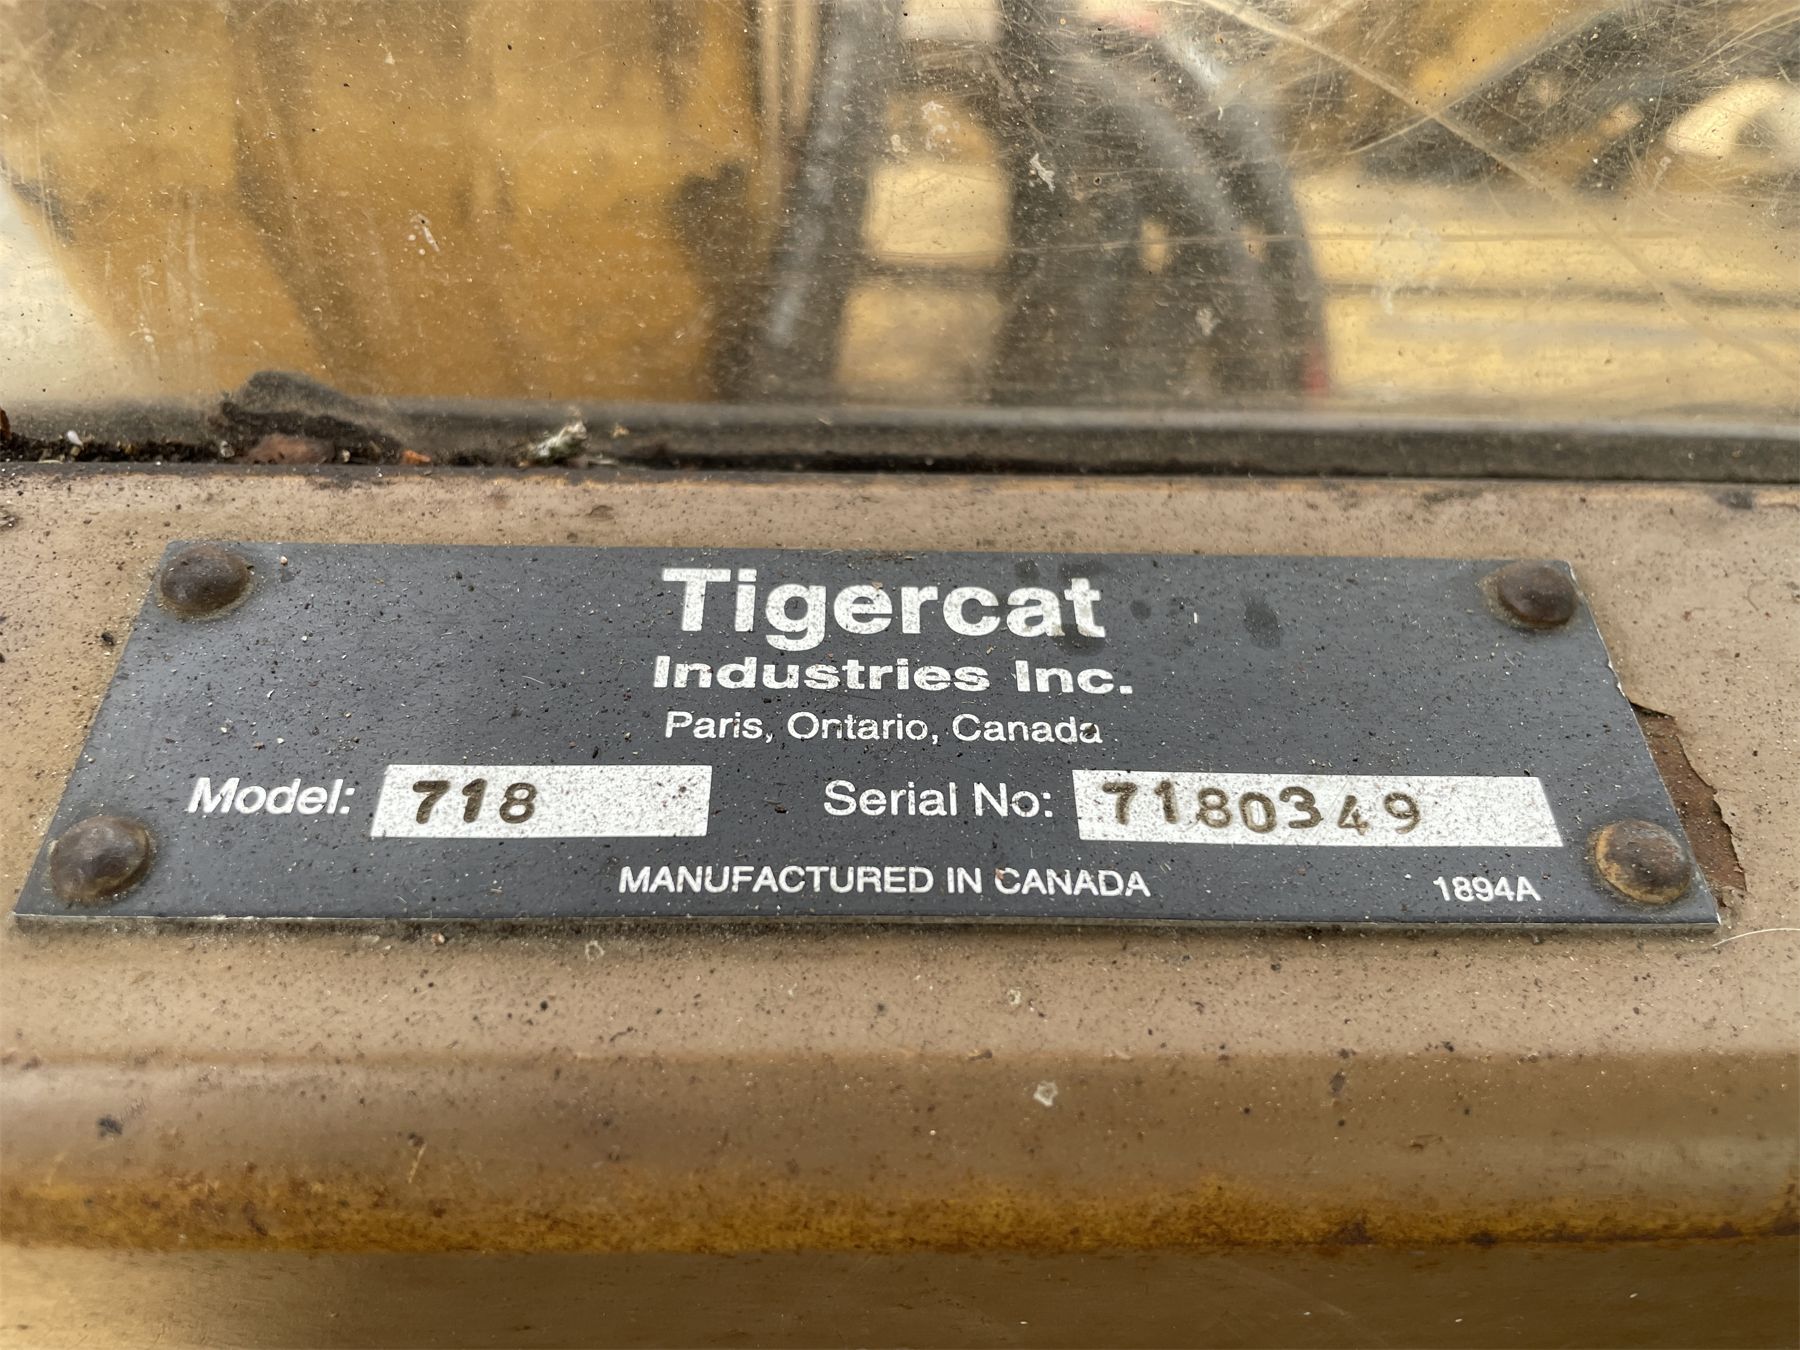 Tigercat
Industries Inc.
Paris, Ontario, Canada
Model: 718 Serial No: 7180349
MANUFACTURED IN CANADA 1894A